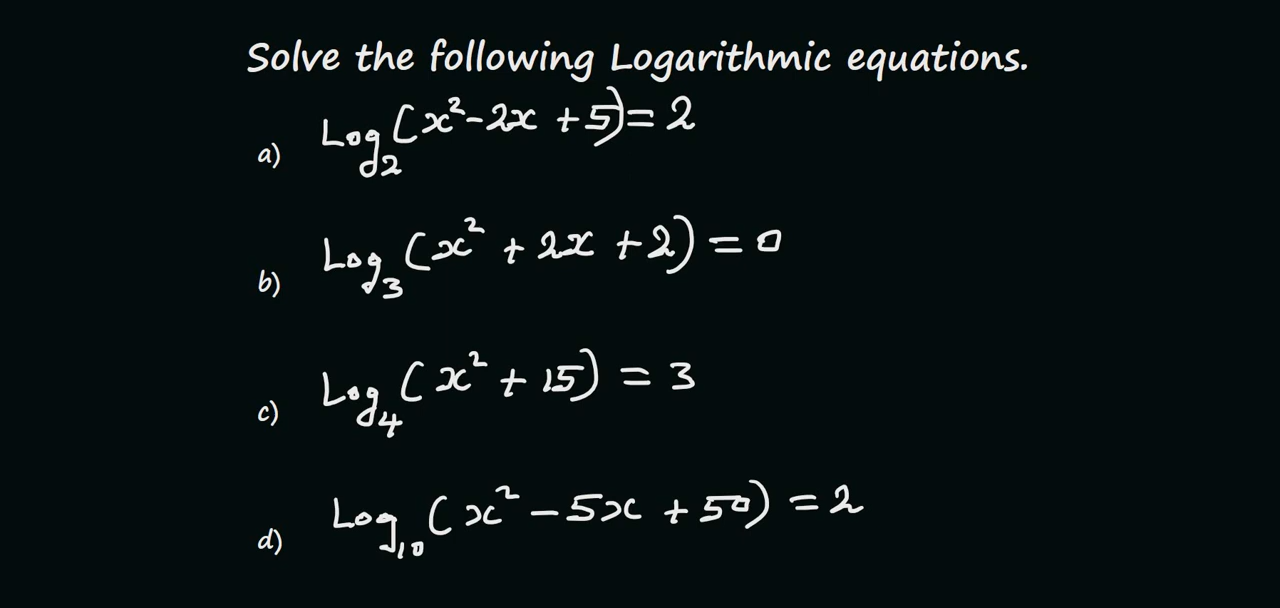 Solve the following Logarithmic equations.
a) Log₂(x²-2x+5)=2
b) Log₃(x²+2x+2)=0
c) Log₄(x²+15)=3
d) Log₁₀(x²-5x+50)=2